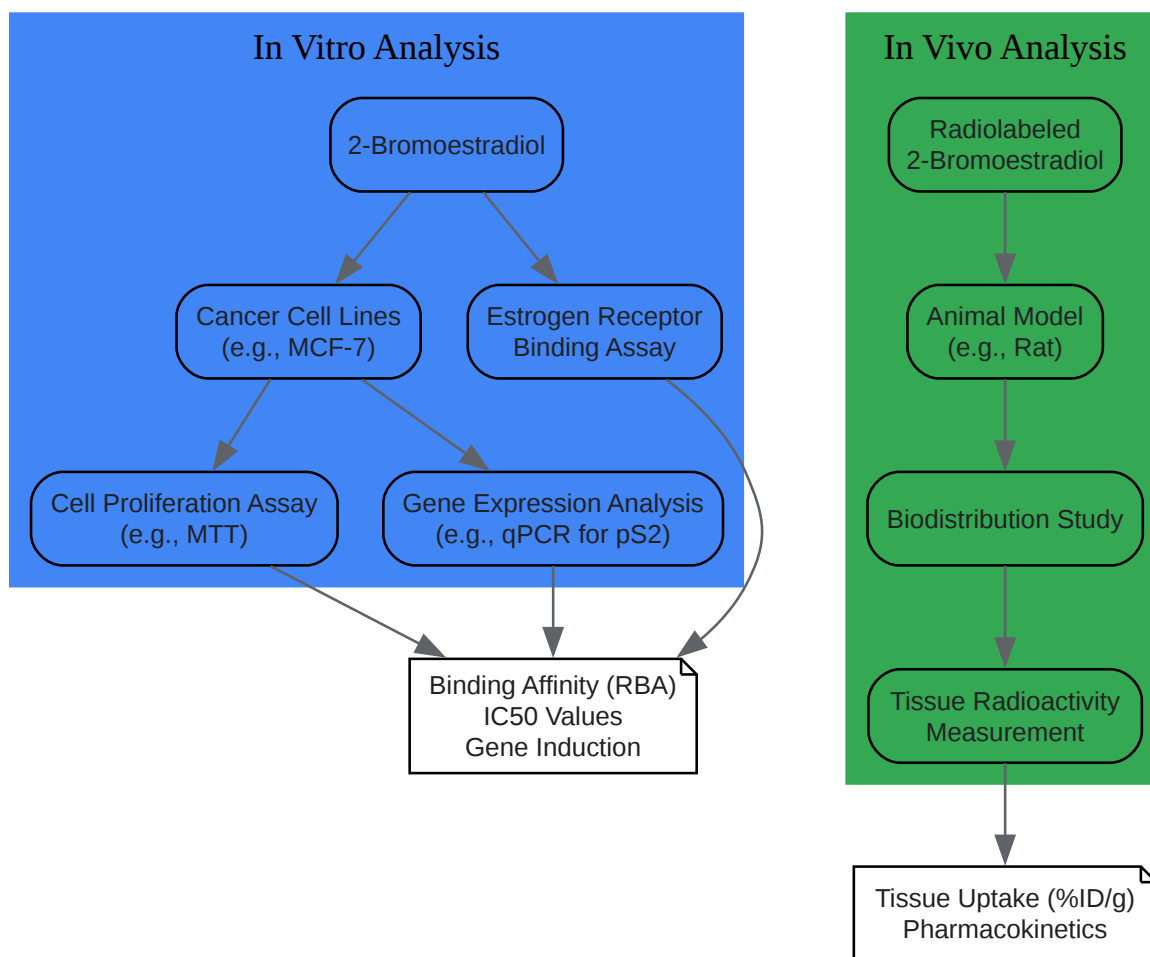 In Vitro Analysis
2-Bromoestradiol
Cancer Cell Lines
(e.g., MCF-7)
Estrogen Receptor
Binding Assay
Cell Proliferation Assay
(e.g., MTT)
Gene Expression Analysis
(e.g., qPCR for pS2)
Binding Affinity (RBA)
IC50 Values
Gene Induction
In Vivo Analysis
Radiolabeled
2-Bromoestradiol
Animal Model
(e.g., Rat)
Biodistribution Study
Tissue Radioactivity
Measurement
Tissue Uptake (%ID/g)
Pharmacokinetics